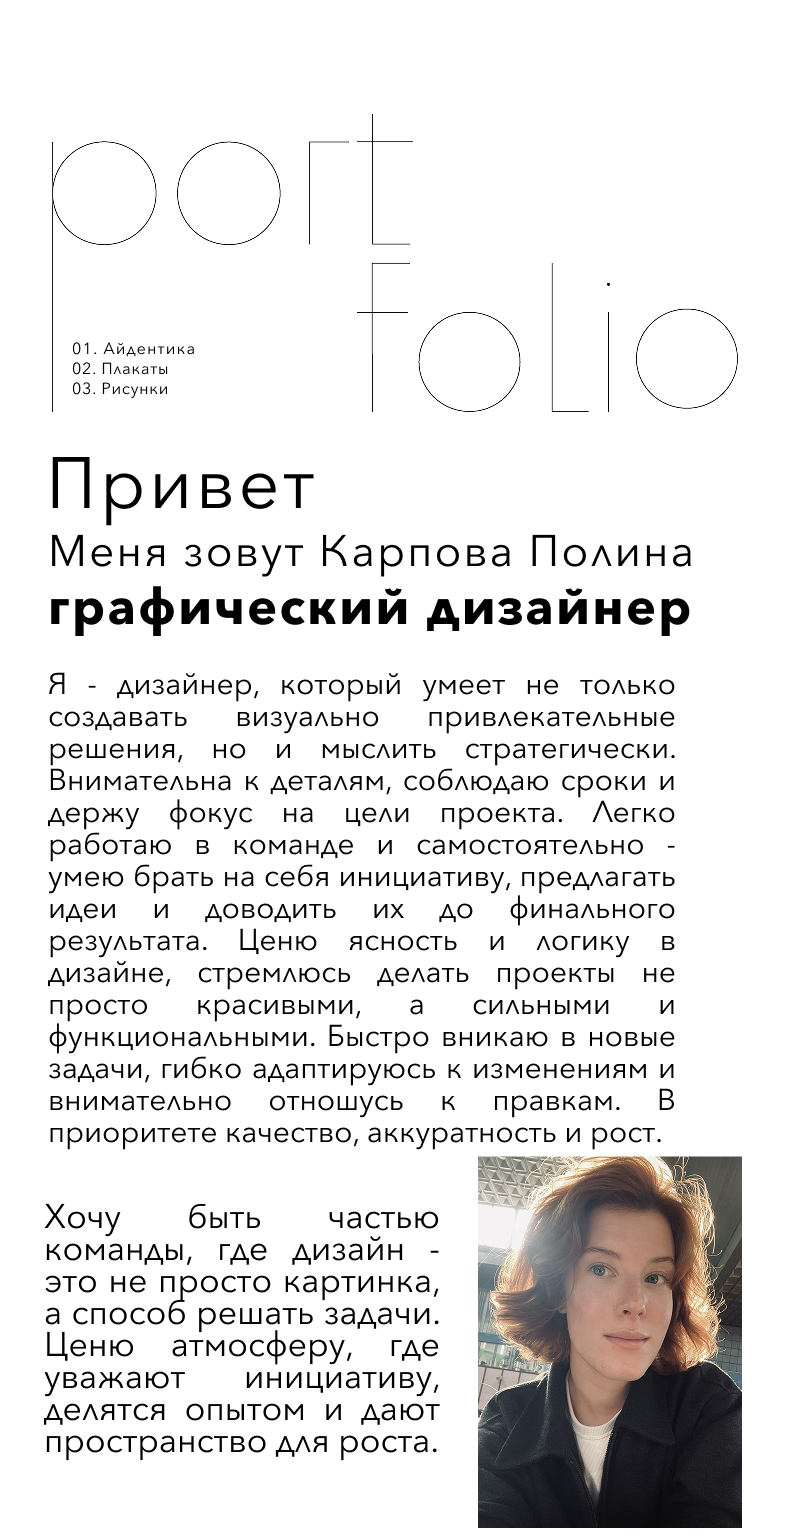 port
folio
01. Айдентика
02. Плакаты
03. Рисунки
Привет
Меня зовут Карпова Полина
графический дизайнер
Я - дизайнер, который умеет не только
создавать визуально привлекательные
решения, но и мыслить стратегически.
Внимательна к деталям, соблюдаю сроки и
держу фокус на цели проекта. Легко
работаю в команде и самостоятельно -
умею брать на себя инициативу, предлагать
идеи и доводить их до финального
результата. Ценю ясность и логику в
дизайне, стремлюсь делать проекты не
просто красивыми, а сильными и
функциональными. Быстро вникаю в новые
задачи, гибко адаптируюсь к изменениям и
внимательно отношусь к правкам. В
приоритете качество, аккуратность и рост.
Хочу быть частью
команды, где дизайн -
это не просто картинка,
а способ решать задачи.
Ценю атмосферу, где
уважают инициативу,
делятся опытом и дают
пространство для роста.